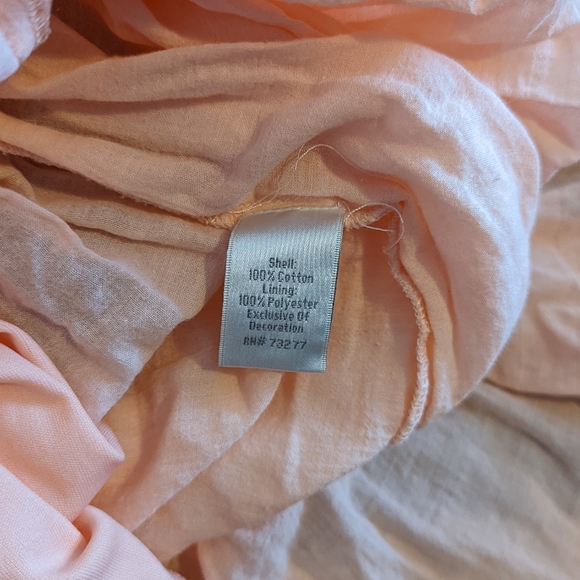 Shell:
100% Cotton
Lining:
100% Polyester
Exclusive Of
Decoration
RN# 73277